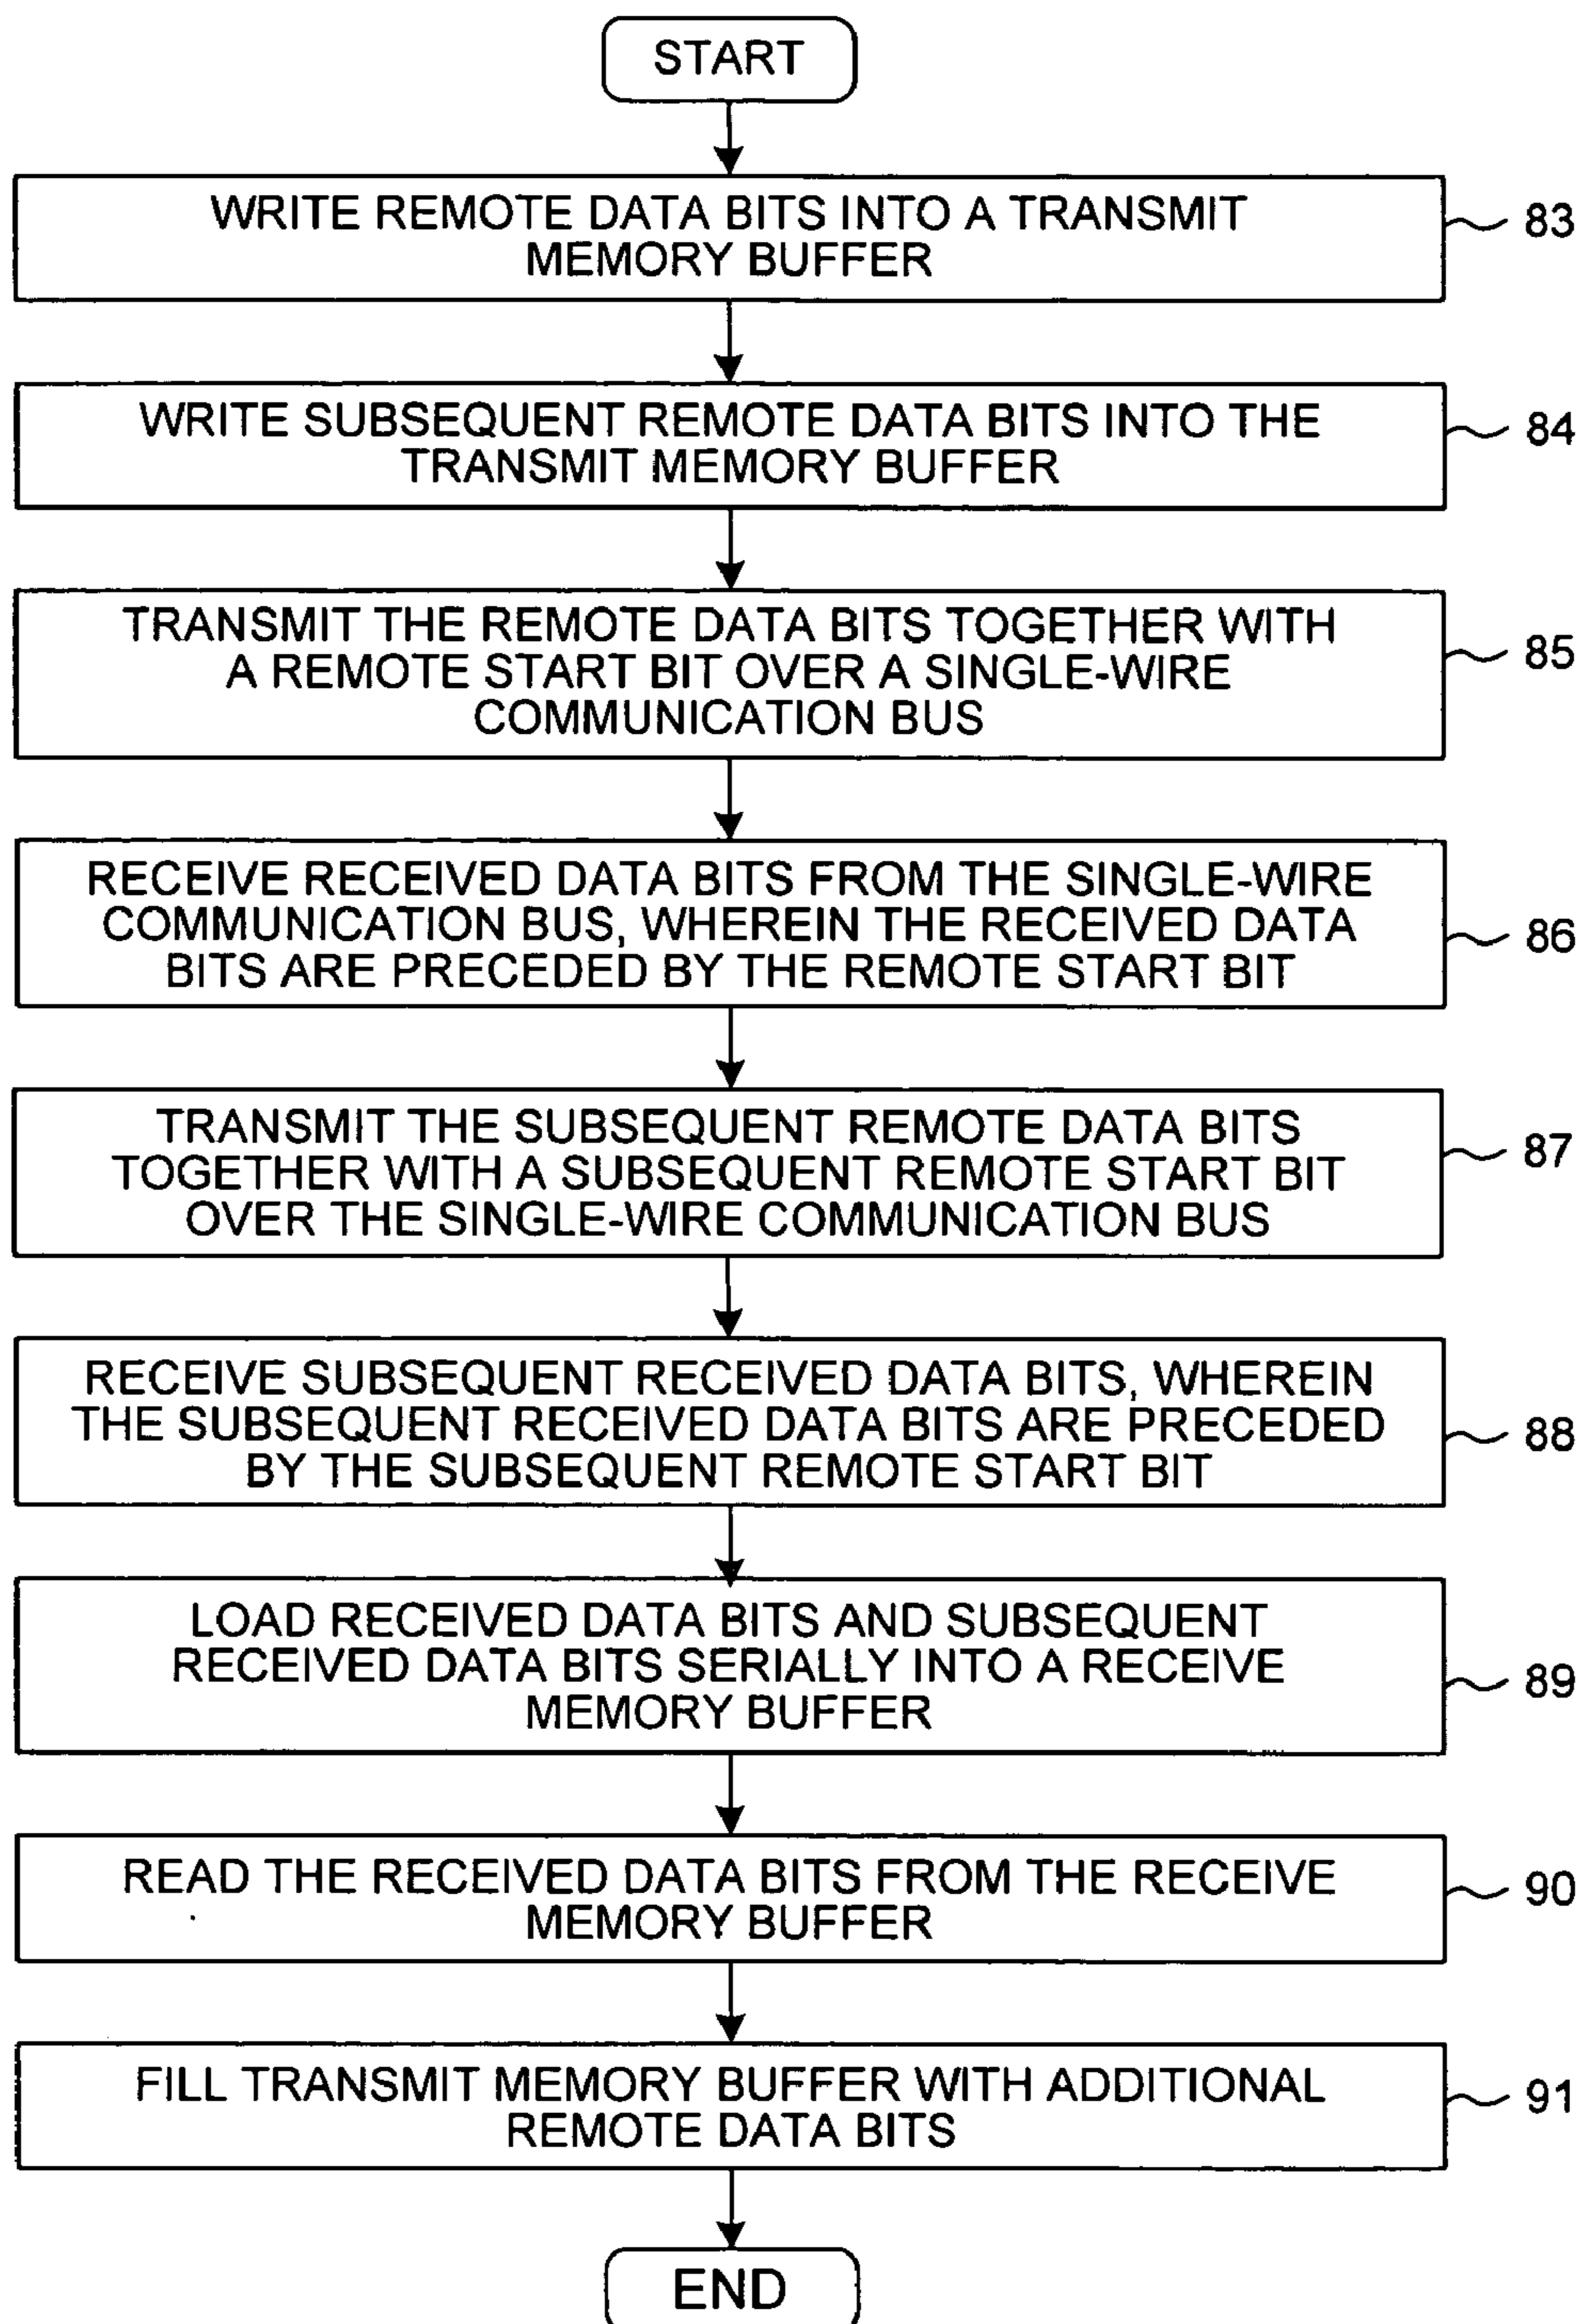 START
WRITE REMOTE DATA BITS INTO A TRANSMIT
MEMORY BUFFER
83
WRITE SUBSEQUENT REMOTE DATA BITS INTO THE
TRANSMIT MEMORY BUFFER
84
TRANSMIT THE REMOTE DATA BITS TOGETHER WITH
A REMOTE START BIT OVER A SINGLE-WIRE
COMMUNICATION BUS
85
RECEIVE RECEIVED DATA BITS FROM THE SINGLE-WIRE
COMMUNICATION BUS, WHEREIN THE RECEIVED DATA
BITS ARE PRECEDED BY THE REMOTE START BIT
86
TRANSMIT THE SUBSEQUENT REMOTE DATA BITS
TOGETHER WITH A SUBSEQUENT REMOTE START BIT
OVER THE SINGLE-WIRE COMMUNICATION BUS
87
RECEIVE SUBSEQUENT RECEIVED DATA BITS, WHEREIN
THE SUBSEQUENT RECEIVED DATA BITS ARE PRECEDED
BY THE SUBSEQUENT REMOTE START BIT
88
LOAD RECEIVED DATA BITS AND SUBSEQUENT
RECEIVED DATA BITS SERIALLY INTO A RECEIVE
MEMORY BUFFER
89
READ THE RECEIVED DATA BITS FROM THE RECEIVE
MEMORY BUFFER
90
FILL TRANSMIT MEMORY BUFFER WITH ADDITIONAL
REMOTE DATA BITS
91
END